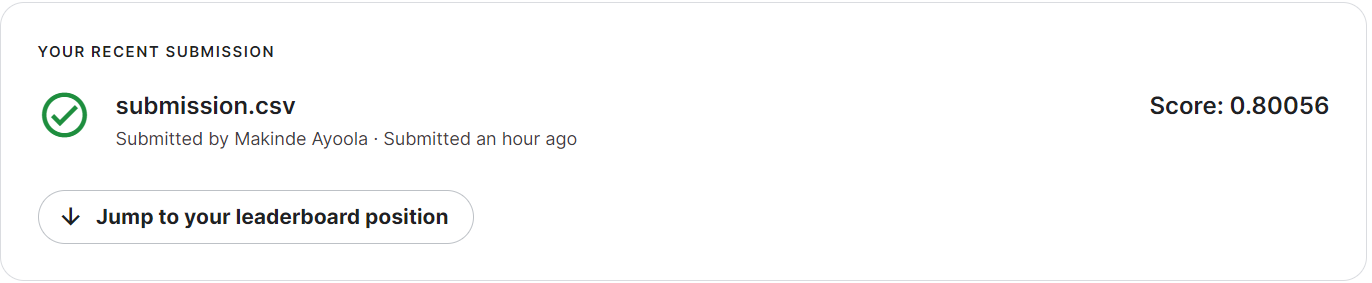 YOUR RECENT SUBMISSION
submission.csv
Score: 0.80056
Submitted by Makinde Ayoola · Submitted an hour ago
Jump to your leaderboard position